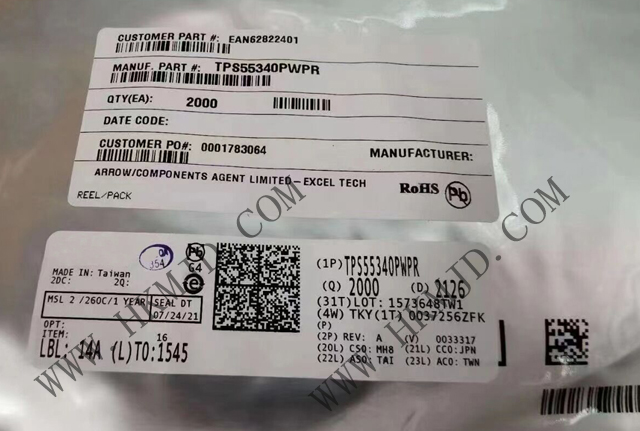 CUSTOMER PART #: EAN62822401
MANUF. PART #: TPS55340PWPR
QTY(EA): 2000
DATE CODE:
CUSTOMER PO#: 0001783064 MANUFACTURER:
ARROW/COMPONENTS AGENT LIMITED-EXCEL TECH
REEL/PACK
RoHS Pb
MADE IN: Taiwan
2DC: 2Q:
Pb
G4
e
MSL 2 /260C/1 YEAR SEAL DT
07/24/21
OPT:
ITEM: 16
LBL: 14A (L)TO:1545
(1P) TPS55340PWPR
(Q) 2000 (D) 2126
(31T)LOT: 1573648TW1
(4W) TKY(1T) 0037256ZFK
(P)
(2P) REV: A (V) 0033317
(20L) CSO: MH8 (21L) CCO:JPN
(22L) ASO: TAI (23L) ACO: TWN
WWW.HKMJD.COM
WWW.HKMJD.COM